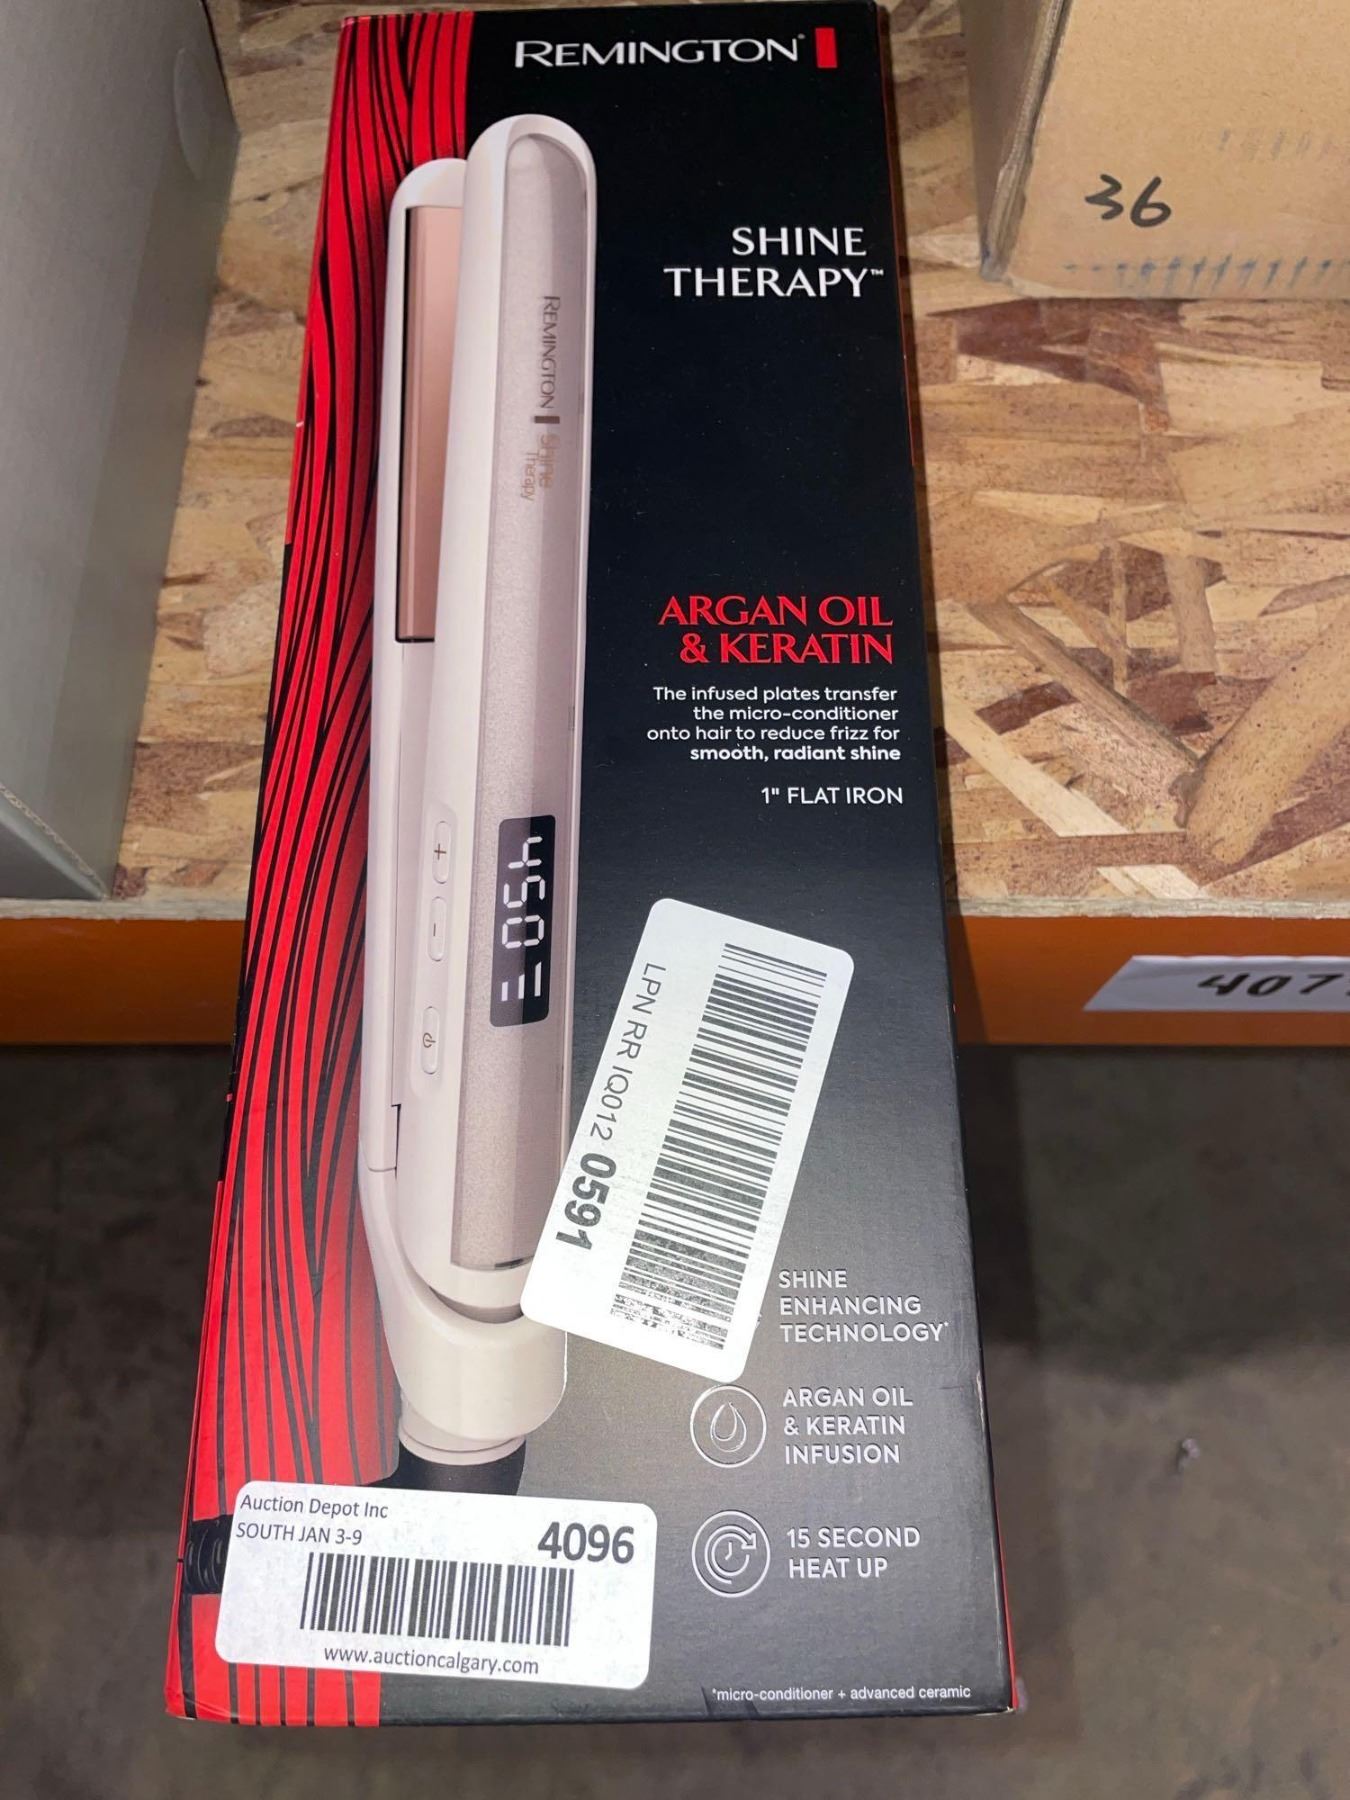 REMINGTON
36
SHINE
THERAPY™
REMINGTON Shine
Therapy
ARGAN OIL
& KERATIN
The infused plates transfer
the micro-conditioner
onto hair to reduce frizz for
smooth, radiant shine
1" FLAT IRON
+
-
450
LPN RR IQ012 0591
SHINE
ENHANCING
TECHNOLOGY*
ARGAN OIL
& KERATIN
INFUSION
15 SECOND
HEAT UP
Auction Depot Inc
SOUTH JAN 3-9
4096
www.auctioncalgary.com
*micro-conditioner + advanced ceramic